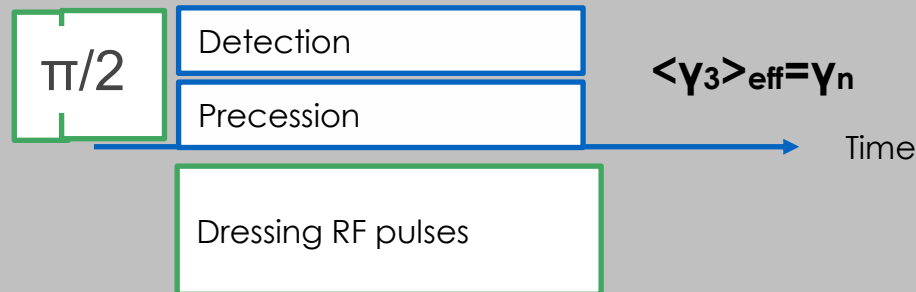 π/2
Detection
Precession
<γ3>eff=γn
Time
Dressing RF pulses